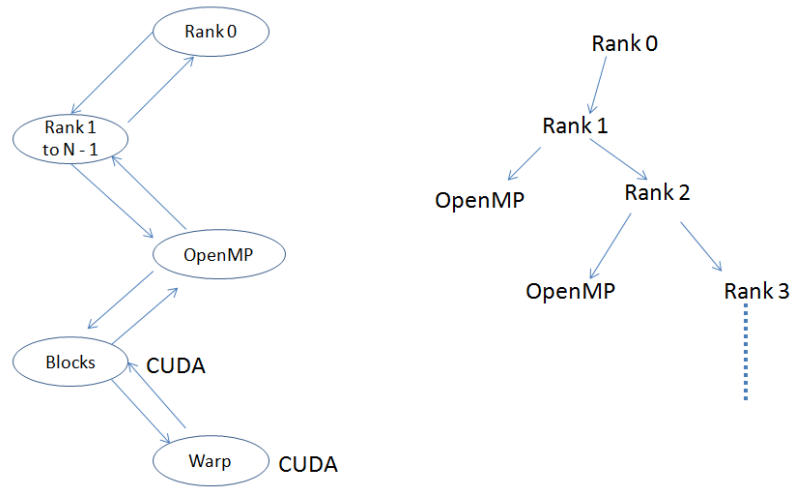 Rank 0
Rank 1
to N - 1
OpenMP
Blocks
CUDA
Warp
CUDA
Rank 0
Rank 1
OpenMP
Rank 2
OpenMP
Rank 3